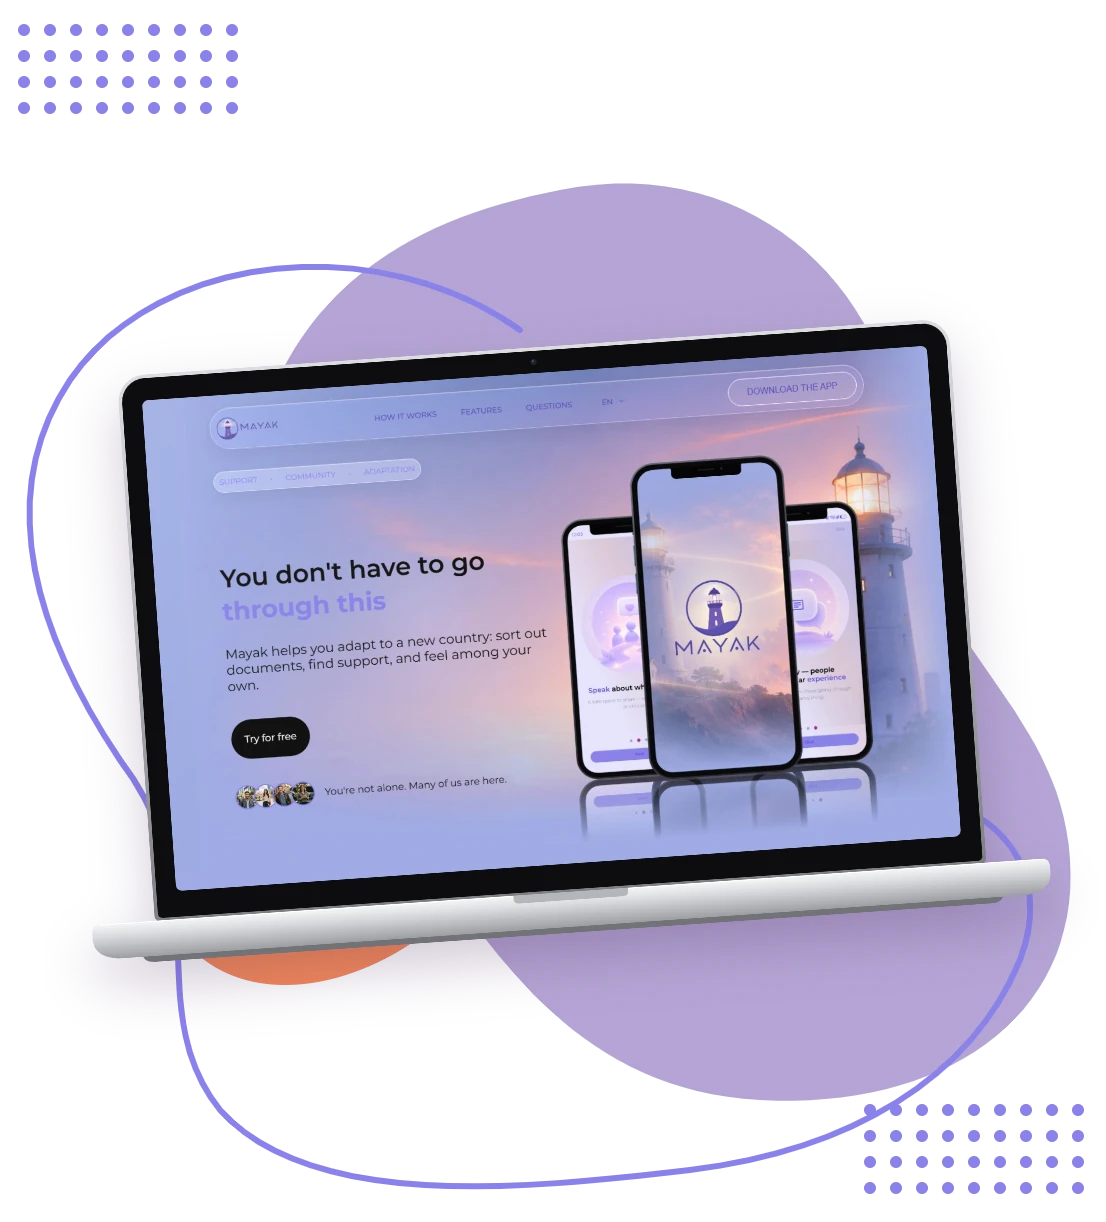 MAYAK
HOW IT WORKS
FEATURES
QUESTIONS
EN
DOWNLOAD THE APP
SUPPORT · COMMUNITY · ADAPTATION
You don't have to go
through this
Mayak helps you adapt to a new country: sort out
documents, find support, and feel among your
own.
Try for free
You're not alone. Many of us are here.
Speak about
MAYAK
— people
experience